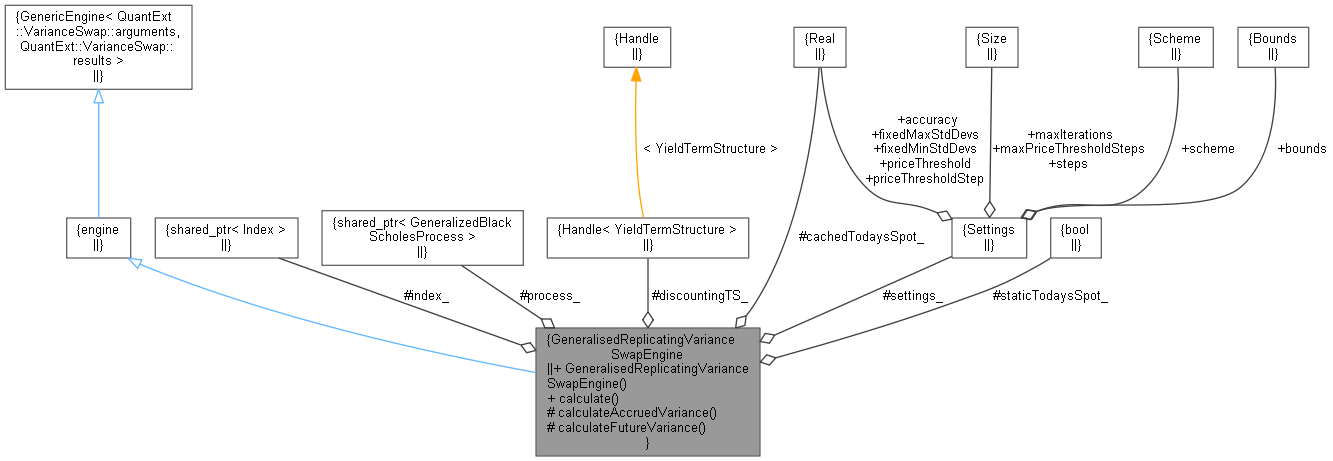 {GenericEngine< QuantExt
::VarianceSwap::arguments,
QuantExt::VarianceSwap::
results >
||}
{Handle
||}
{Real
||}
{Size
||}
{Scheme
||}
{Bounds
||}
< YieldTermStructure >
+accuracy
+fixedMaxStdDevs
+fixedMinStdDevs
+priceThreshold
+priceThresholdStep
+maxIterations
+maxPriceThresholdSteps
+steps
+scheme
+bounds
{engine
||}
{shared_ptr< Index >
||}
{shared_ptr< GeneralizedBlack
ScholesProcess >
||}
{Handle< YieldTermStructure >
||}
{Settings
||}
{bool
||}
#cachedTodaysSpot_
#index_
#process_
#discountingTS_
#settings_
#staticTodaysSpot_
{GeneralisedReplicatingVariance
SwapEngine
||+ GeneralisedReplicatingVariance
SwapEngine()
+ calculate()
# calculateAccruedVariance()
# calculateFutureVariance()
}